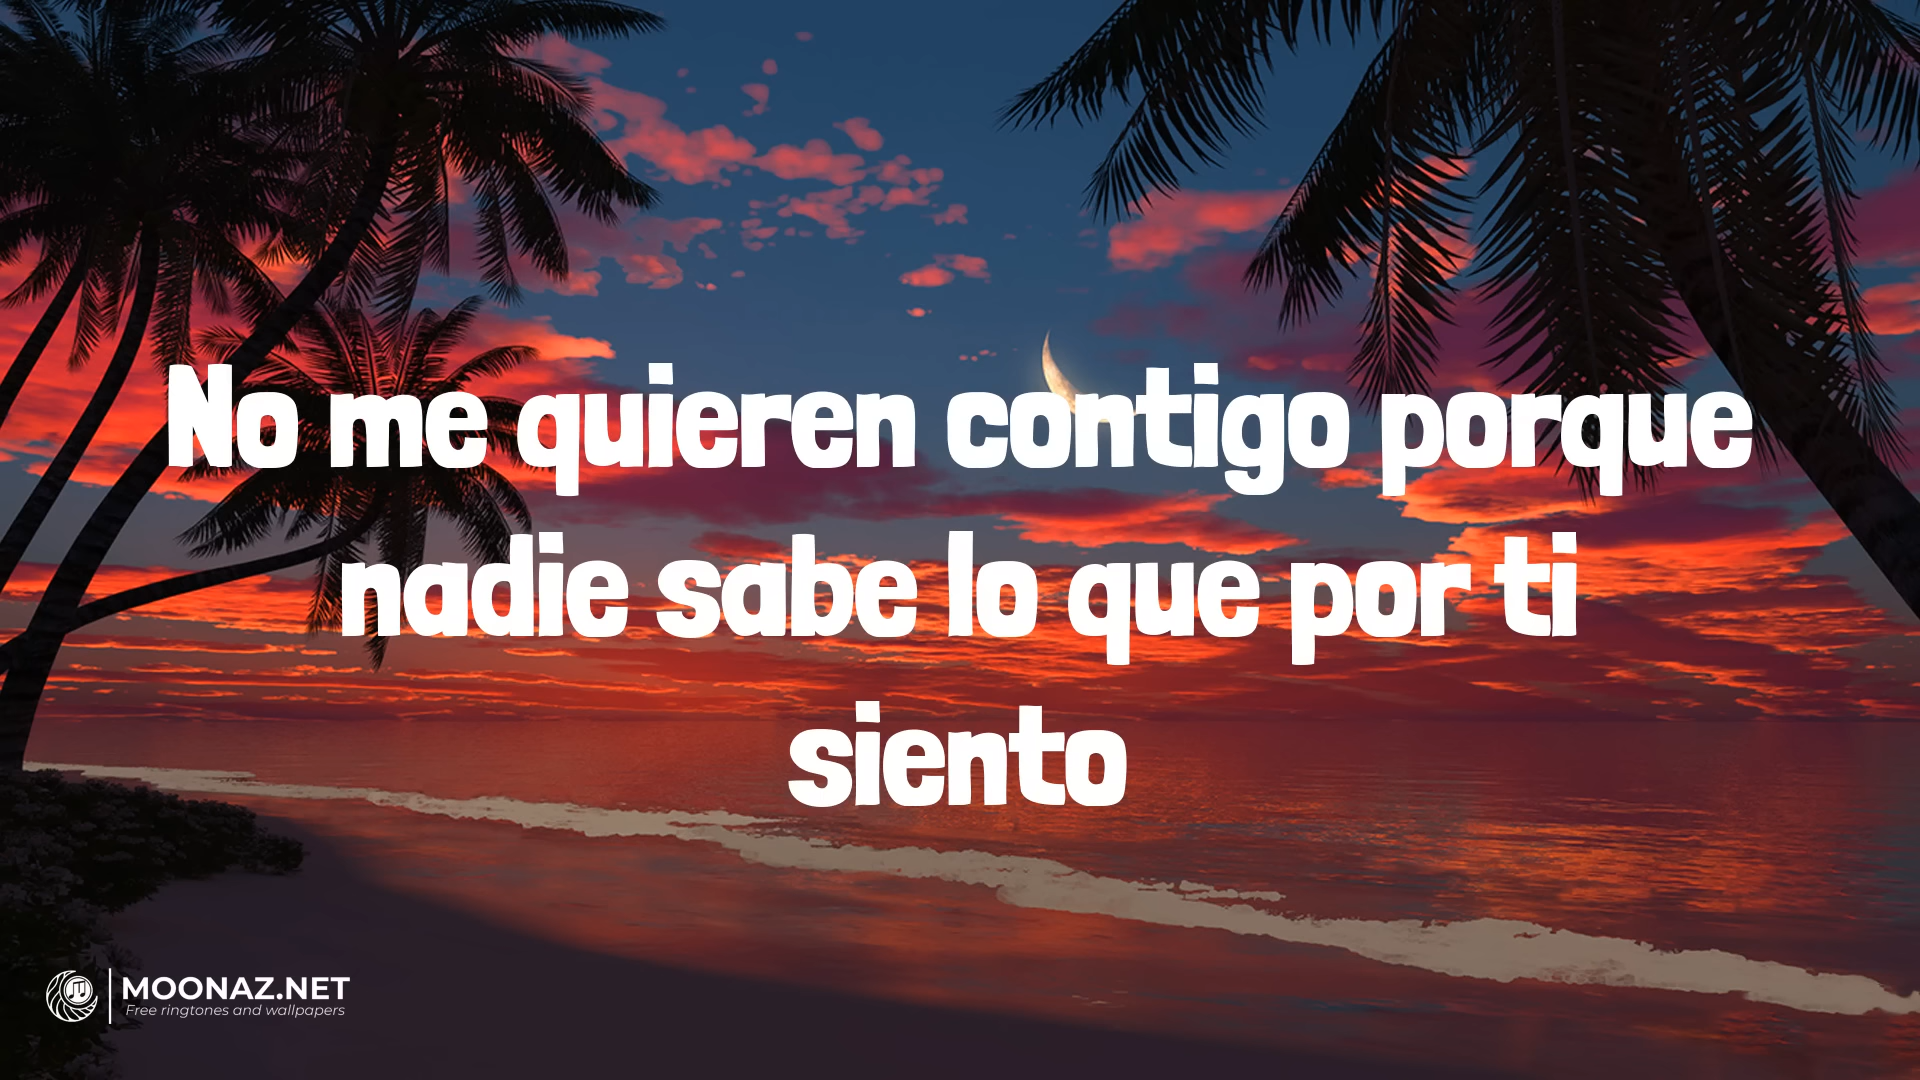 No me quieren contigo porque
nadie sabe lo que por ti
siento
MOONAZ.NET
Free ringtones and wallpapers